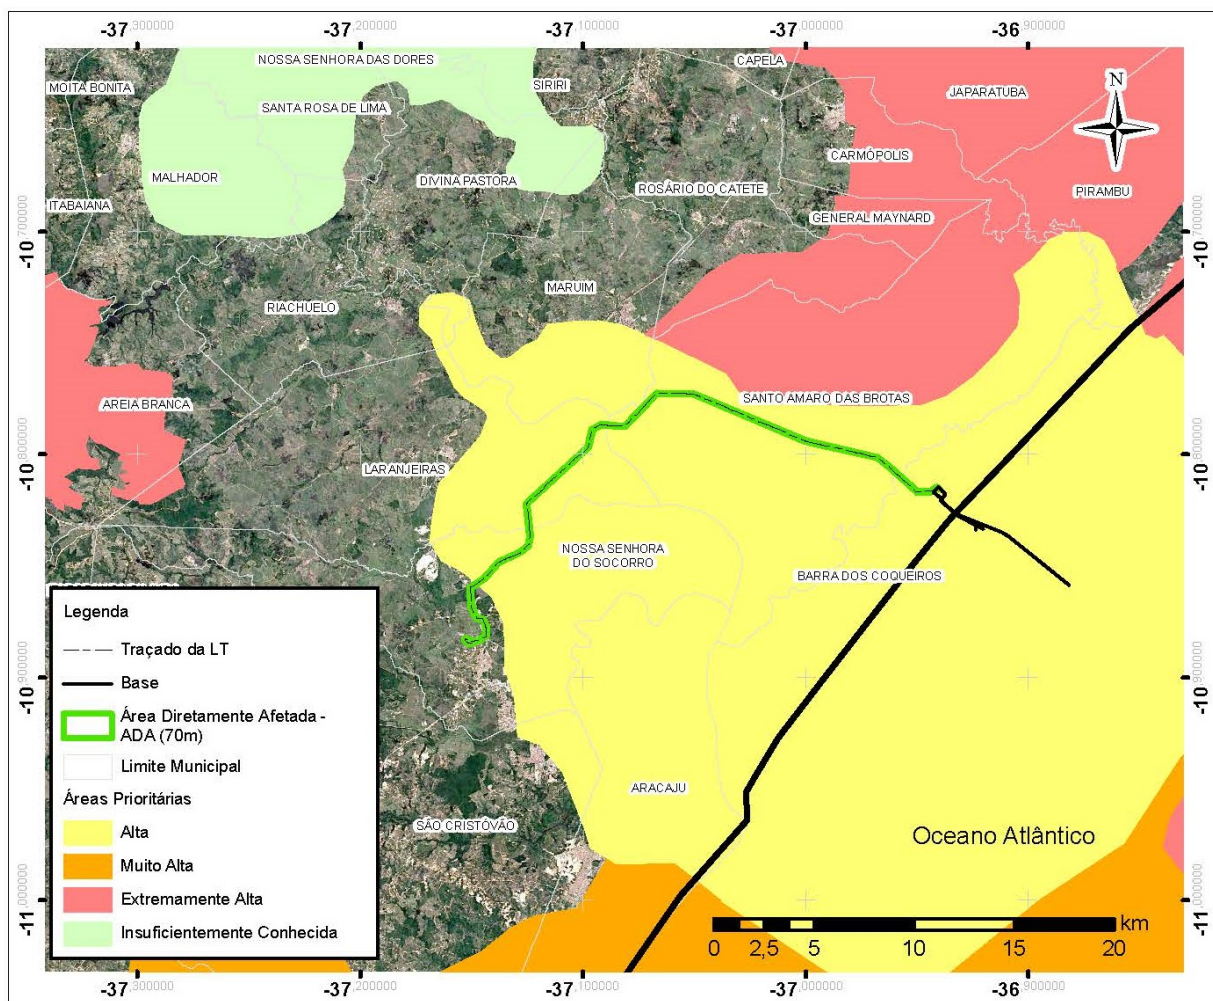 -37,300000
-37,200000
-37,100000
-37,000000
-36,900000
NOSSA SENHORA DAS DORES
CAPELA
MOITA BONITA
SIRIRI
N
JAPARATUBA
SANTA ROSA DE LIMA
CARMÓPOLIS
MALHADOR
DIVINA PASTORA
ROSÁRIO DO CATETE
PIRAMBU
ITABAIANA
GENERAL MAYNARD
-10,700000
-10,700000
MARUIM
RIACHUELO
AREIA BRANCA
SANTO AMARO DAS BROTAS
-10,800000
-10,800000
LARANJEIRAS
NOSSA SENHORA
DO SOCORRO
BARRA DOS COQUEIROS
Legenda
Traçado da LT
Base
Área Diretamente Afetada -
ADA (70m)
Limite Municipal
Áreas Prioritárias
Alta
Muito Alta
Extremamente Alta
Insuficientemente Conhecida
-10,900000
-10,900000
ARACAJU
SÃO CRISTÓVÃO
Oceano Atlântico
-11,000000
-11,000000
km
0 2,5 5 10 15 20
-37,300000
-37,200000
-37,100000
-37,000000
-36,900000